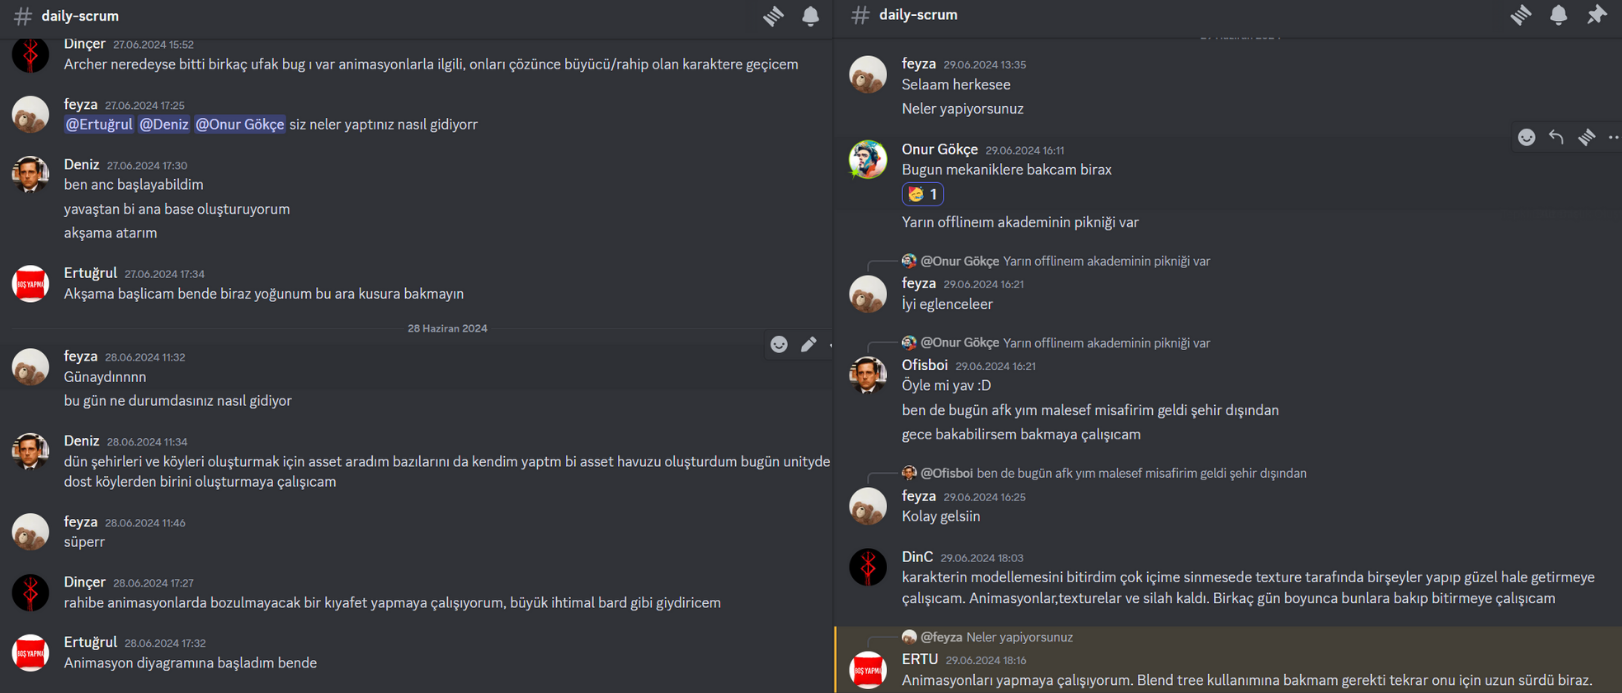 # daily-scrum
Dinçer 27.06.2024 15:52
Archer neredeyse bitti birkaç ufak bug ı var animasyonlarla ilgili, onları çözünce büyücü/rahip olan karaktere geçicem
feyza 27.06.2024 17:25
@Ertuğrul @Deniz @Onur Gökçe siz neler yaptınız nasıl gidiyorr
Deniz 27.06.2024 17:30
ben anc başlayabildim
yavaştan bi ana base oluşturuyorum
akşama atarım
BOŞ YAPMA
Ertuğrul 27.06.2024 17:34
Akşama başlicam bende biraz yoğunum bu ara kusura bakmayın
28 Haziran 2024
feyza 28.06.2024 11:32
Günaydınnnn
bu gün ne durumdasınız nasıl gidiyor
Deniz 28.06.2024 11:34
dün şehirleri ve köyleri oluşturmak için asset aradım bazılarını da kendim yaptm bi asset havuzu oluşturdum bugün unityde
dost köylerden birini oluşturmaya çalışıcam
feyza 28.06.2024 11:46
süperr
Dinçer 28.06.2024 17:27
rahibe animasyonlarda bozulmayacak bir kıyafet yapmaya çalışıyorum, büyük ihtimal bard gibi giydiricem
BOŞ YAPMA
Ertuğrul 28.06.2024 17:32
Animasyon diyagramına başladım bende
# daily-scrum
feyza 29.06.2024 13:35
Selaam herkesee
Neler yapiyorsunuz
Onur Gökçe 29.06.2024 16:11
Bugun mekaniklere bakcam birax
1
Yarın offlineım akademinin pikniği var
@Onur Gökçe Yarın offlineım akademinin pikniği var
feyza 29.06.2024 16:21
İyi eglenceleer
@Onur Gökçe Yarın offlineım akademinin pikniği var
Ofisboi 29.06.2024 16:21
Öyle mi yav :D
ben de bugün afk yım malesef misafirim geldi şehir dışından
gece bakabilirsem bakmaya çalışıcam
@Ofisboi ben de bugün afk yım malesef misafirim geldi şehir dışından
feyza 29.06.2024 16:25
Kolay gelsiin
DinC 29.06.2024 18:03
karakterin modellemesini bitirdim çok içime sinmesede texture tarafında birşeyler yapıp güzel hale getirmeye
çalışıcam. Animasyonlar,texturelar ve silah kaldı. Birkaç gün boyunca bunlara bakıp bitirmeye çalışıcam
@feyza Neler yapiyorsunuz
BOŞ YAPMA
ERTU 29.06.2024 18:16
Animasyonları yapmaya çalışıyorum. Blend tree kullanımına bakmam gerekti tekrar onu için uzun sürdü biraz.